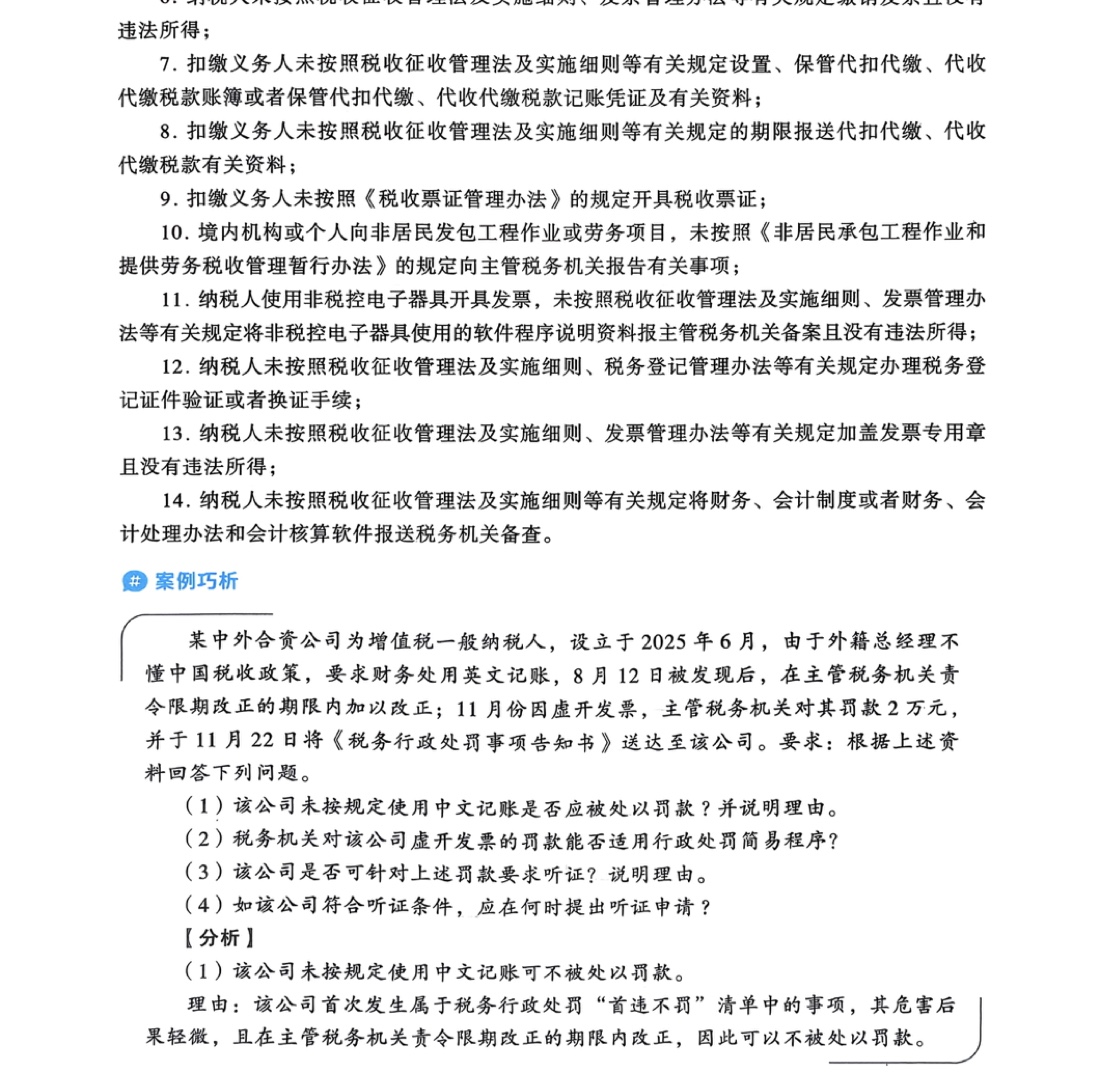 违法所得；
7. 扣缴义务人未按照税收征收管理法及实施细则等有关规定设置、保管代扣代缴、代收
代缴税款账簿或者保管代扣代缴、代收代缴税款记账凭证及有关资料；
8. 扣缴义务人未按照税收征收管理法及实施细则等有关规定的期限报送代扣代缴、代收
代缴税款有关资料；
9. 扣缴义务人未按照《税收票证管理办法》的规定开具税收票证；
10. 境内机构或个人向非居民发包工程作业或劳务项目，未按照《非居民承包工程作业和
提供劳务税收管理暂行办法》的规定向主管税务机关报告有关事项；
11. 纳税人使用非税控电子器具开具发票，未按照税收征收管理法及实施细则、发票管理办
法等有关规定将非税控电子器具使用的软件程序说明资料报主管税务机关备案且没有违法所得；
12. 纳税人未按照税收征收管理法及实施细则、税务登记管理办法等有关规定办理税务登
记证件验证或者换证手续；
13. 纳税人未按照税收征收管理法及实施细则、发票管理办法等有关规定加盖发票专用章
且没有违法所得；
14. 纳税人未按照税收征收管理法及实施细则等有关规定将财务、会计制度或者财务、会
计处理办法和会计核算软件报送税务机关备查。
# 案例巧析
某中外合资公司为增值税一般纳税人，设立于 2025 年 6 月，由于外籍总经理不
懂中国税收政策，要求财务处用英文记账，8 月 12 日被发现后，在主管税务机关责
令限期改正的期限内加以改正；11 月份因虚开发票，主管税务机关对其罚款 2 万元，
并于 11 月 22 日将《税务行政处罚事项告知书》送达至该公司。要求：根据上述资
料回答下列问题。
（1）该公司未按规定使用中文记账是否应被处以罚款？并说明理由。
（2）税务机关对该公司虚开发票的罚款能否适用行政处罚简易程序？
（3）该公司是否可针对上述罚款要求听证？说明理由。
（4）如该公司符合听证条件，应在何时提出听证申请？
【分析】
（1）该公司未按规定使用中文记账可不被处以罚款。
理由：该公司首次发生属于税务行政处罚“首违不罚”清单中的事项，其危害后
果轻微，且在主管税务机关责令限期改正的期限内改正，因此可以不被处以罚款。